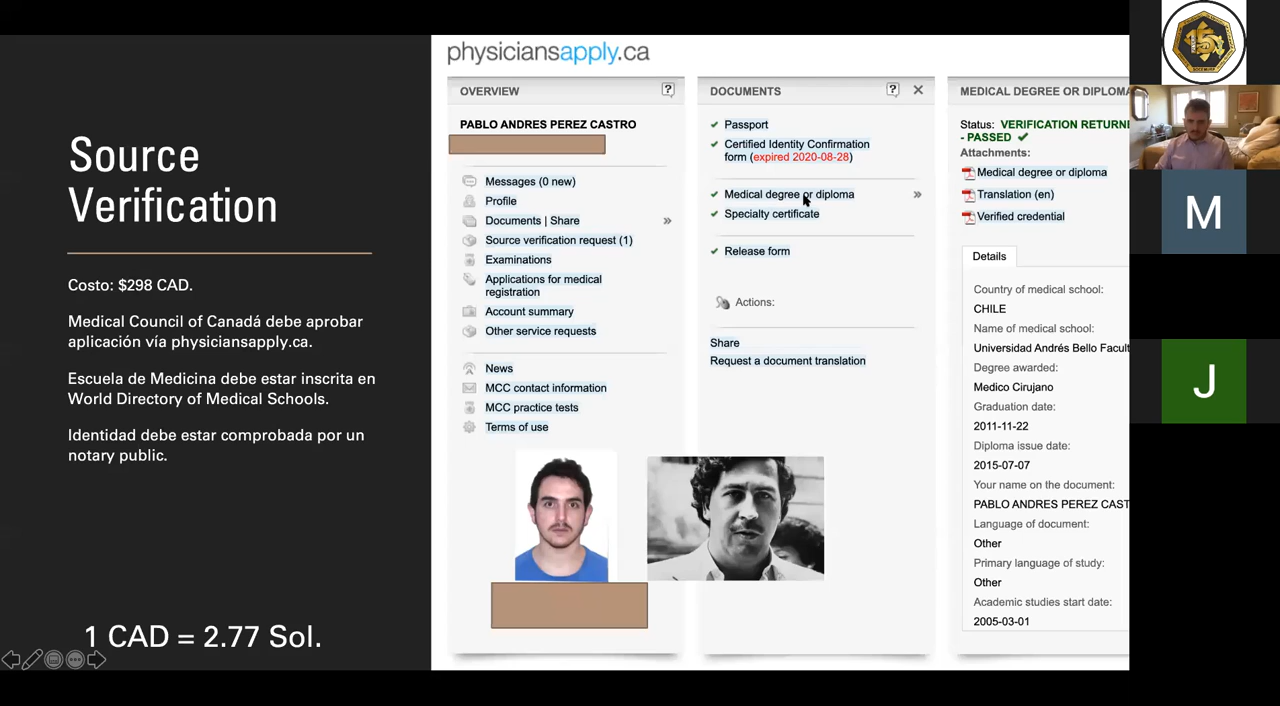 Source
Verification
Costo: $298 CAD.
Medical Council of Canadá debe aprobar
aplicación vía physiciansapply.ca.
Escuela de Medicina debe estar inscrita en
World Directory of Medical Schools.
Identidad debe estar comprobada por un
notary public.
1 CAD = 2.77 Sol.
physiciansapply.ca
OVERVIEW
?
PABLO ANDRES PEREZ CASTRO
Messages (0 new)
Profile
Documents | Share »
Source verification request (1)
Examinations
Applications for medical
registration
Account summary
Other service requests
News
MCC contact information
MCC practice tests
Terms of use
DOCUMENTS
?
Passport
Certified Identity Confirmation
form (expired 2020-08-28)
Medical degree or diploma »
Specialty certificate
Release form
Actions:
Share
Request a document translation
MEDICAL DEGREE OR DIPLOMA
Status: VERIFICATION RETURNE
- PASSED
Attachments:
Medical degree or diploma
Translation (en)
Verified credential
Details
Country of medical school:
CHILE
Name of medical school:
Universidad Andrés Bello Facult
Degree awarded:
Medico Cirujano
Graduation date:
2011-11-22
Diploma issue date:
2015-07-07
Your name on the document:
PABLO ANDRES PEREZ CAST
Language of document:
Other
Primary language of study:
Other
Academic studies start date:
2005-03-01
15
M
J